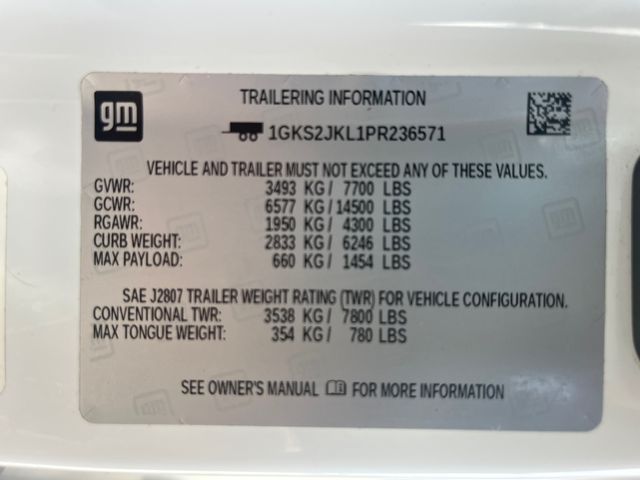 gm
TRAILERING INFORMATION
1GKS2JKL1PR236571
VEHICLE AND TRAILER MUST NOT EXCEED ANY OF THESE VALUES.
GVWR: 3493 KG / 7700 LBS
GCWR: 6577 KG / 14500 LBS
RGAWR: 1950 KG / 4300 LBS
CURB WEIGHT: 2833 KG / 6246 LBS
MAX PAYLOAD: 660 KG / 1454 LBS
SAE J2807 TRAILER WEIGHT RATING (TWR) FOR VEHICLE CONFIGURATION.
CONVENTIONAL TWR: 3538 KG / 7800 LBS
MAX TONGUE WEIGHT: 354 KG / 780 LBS
SEE OWNER'S MANUAL FOR MORE INFORMATION